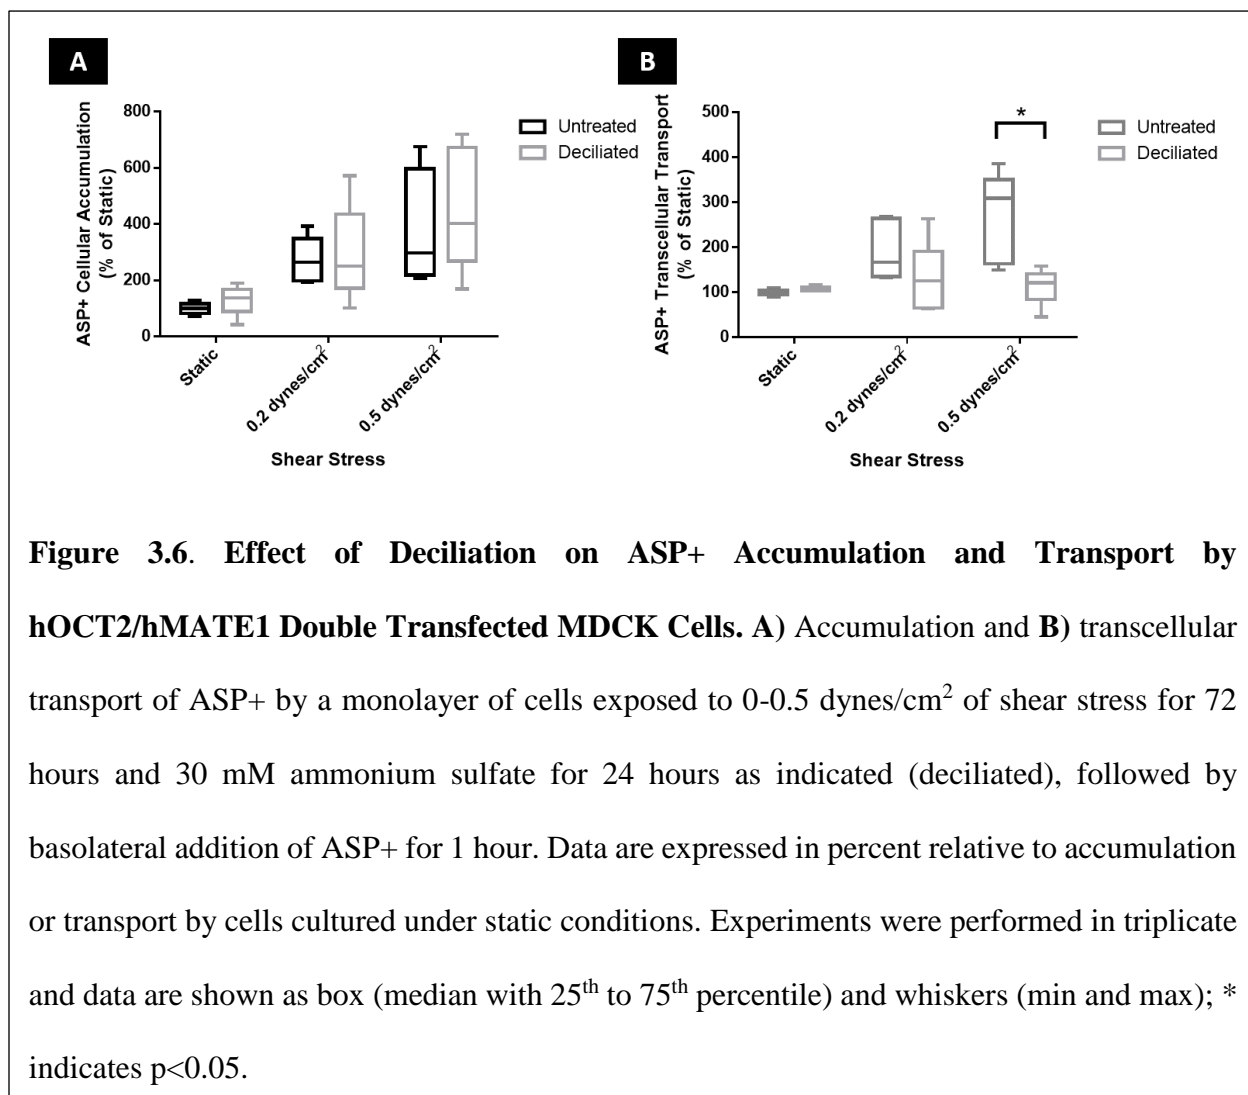 A
ASP+ Cellular Accumulation
(% of Static)
800
600
400
200
0
Static
0.2 dynes/cm²
0.5 dynes/cm²
Shear Stress
Untreated
Deciliated
B
ASP+ Transcellular Transport
(% of Static)
500
400
300
200
100
0
*
Static
0.2 dynes/cm²
0.5 dynes/cm²
Shear Stress
Untreated
Deciliated
Figure 3.6. Effect of Deciliation on ASP+ Accumulation and Transport by
hOCT2/hMATE1 Double Transfected MDCK Cells. A) Accumulation and B) transcellular
transport of ASP+ by a monolayer of cells exposed to 0-0.5 dynes/cm² of shear stress for 72
hours and 30 mM ammonium sulfate for 24 hours as indicated (deciliated), followed by
basolateral addition of ASP+ for 1 hour. Data are expressed in percent relative to accumulation
or transport by cells cultured under static conditions. Experiments were performed in triplicate
and data are shown as box (median with 25th to 75th percentile) and whiskers (min and max); *
indicates p<0.05.